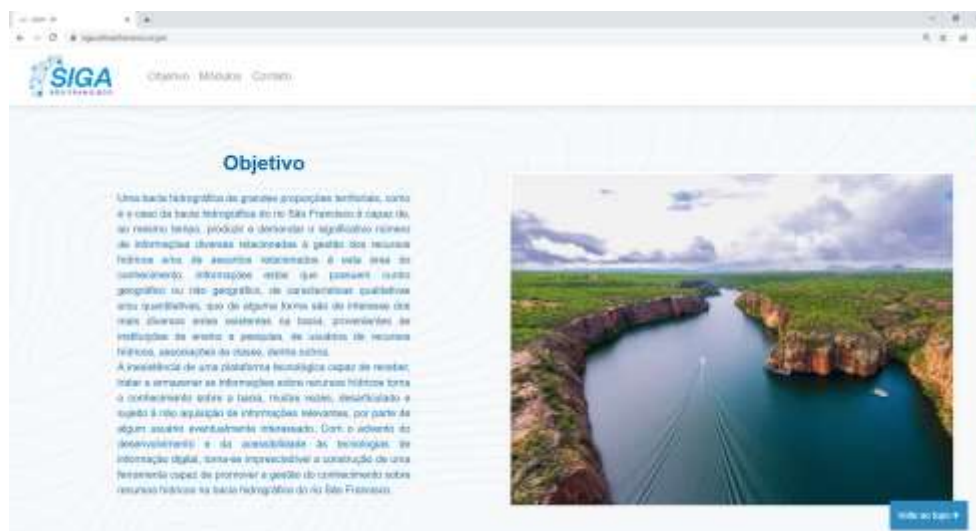 SIGA
SÃO FRANCISCO
Objetivo Módulos Contato
Objetivo
Uma bacia hidrográfica de grandes proporções territoriais, como
é o caso da bacia hidrográfica do rio São Francisco é capaz de,
ao mesmo tempo, produzir e demandar o significativo número
de informações diversas relacionadas à gestão dos recursos
hídricos e/ou de assuntos relacionados a esta área do
conhecimento, informações estas que possuem cunho
geográfico ou não geográfico, de características qualitativas
e/ou quantitativas, que de alguma forma são de interesse dos
mais diversos entes existentes na bacia, provenientes de
instituições de ensino e pesquisa, de usuários de recursos
hídricos, associações de classe, dentre outros.
A inexistência de uma plataforma tecnológica capaz de receber,
tratar e armazenar as informações sobre recursos hídricos torna
o conhecimento sobre a bacia, muitas vezes, desarticulado e
sujeito à não aquisição de informações relevantes, por parte de
algum usuário eventualmente interessado. Com o advento do
desenvolvimento e da acessibilidade às tecnologias de
informação digital, torna-se imprescindível a construção de uma
ferramenta capaz de promover a gestão do conhecimento sobre
recursos hídricos na bacia hidrográfica do rio São Francisco.
Volte ao topo